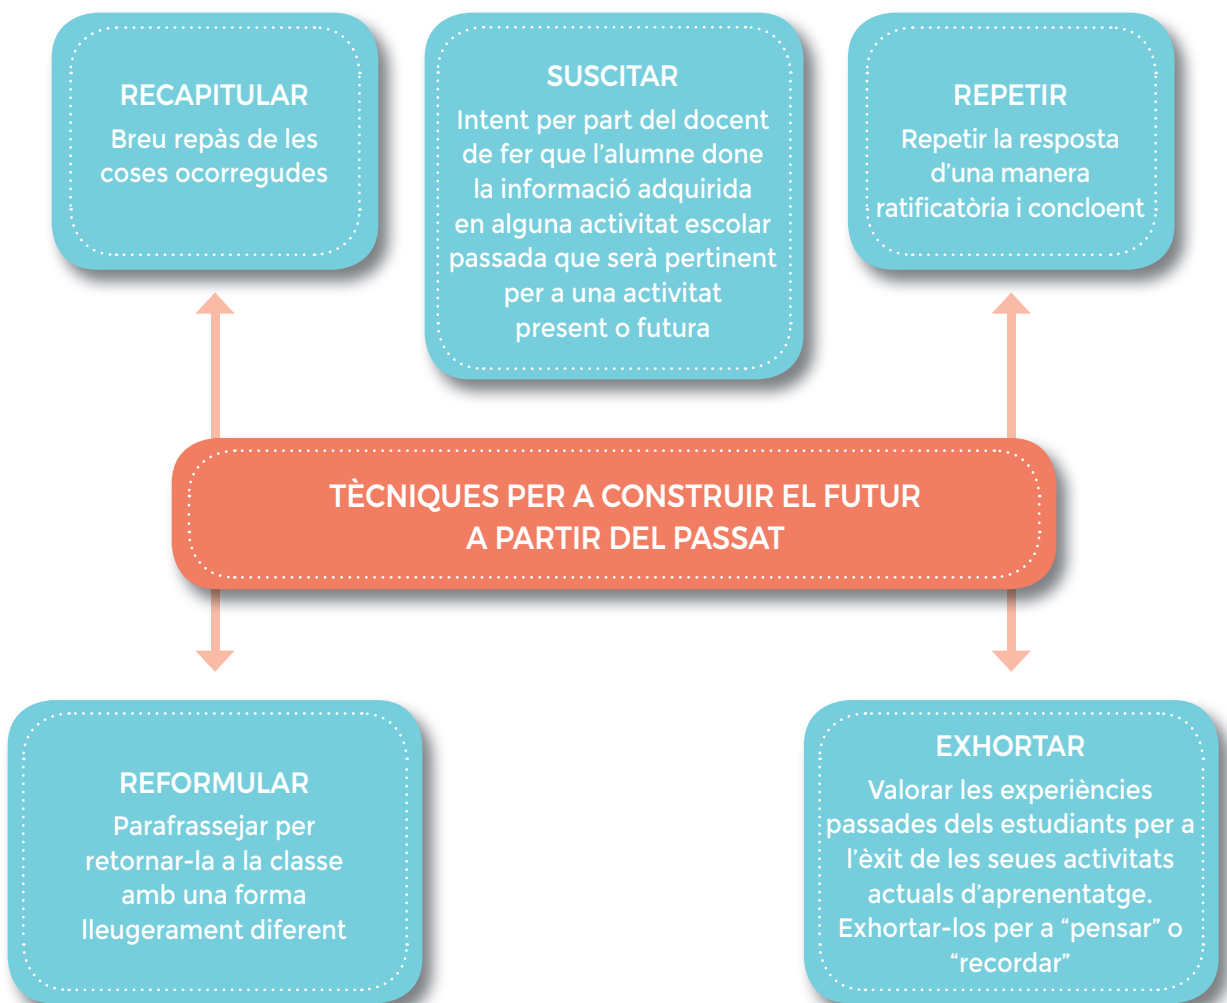 RECAPITULAR
Breu repàs de les
coses ocorregudes
SUSCITAR
Intent per part del docent
de fer que l'alumne done
la informació adquirida
en alguna activitat escolar
passada que serà pertinent
per a una activitat
present o futura
REPETIR
Repetir la resposta
d'una manera
ratificatòria i concloent
TÈCNIQUES PER A CONSTRUIR EL FUTUR
A PARTIR DEL PASSAT
REFORMULAR
Parafrassejar per
retornar-la a la classe
amb una forma
lleugerament diferent
EXHORTAR
Valorar les experiències
passades dels estudiants per a
l'èxit de les seues activitats
actuals d'aprenentatge.
Exhortar-los per a "pensar" o
"recordar"